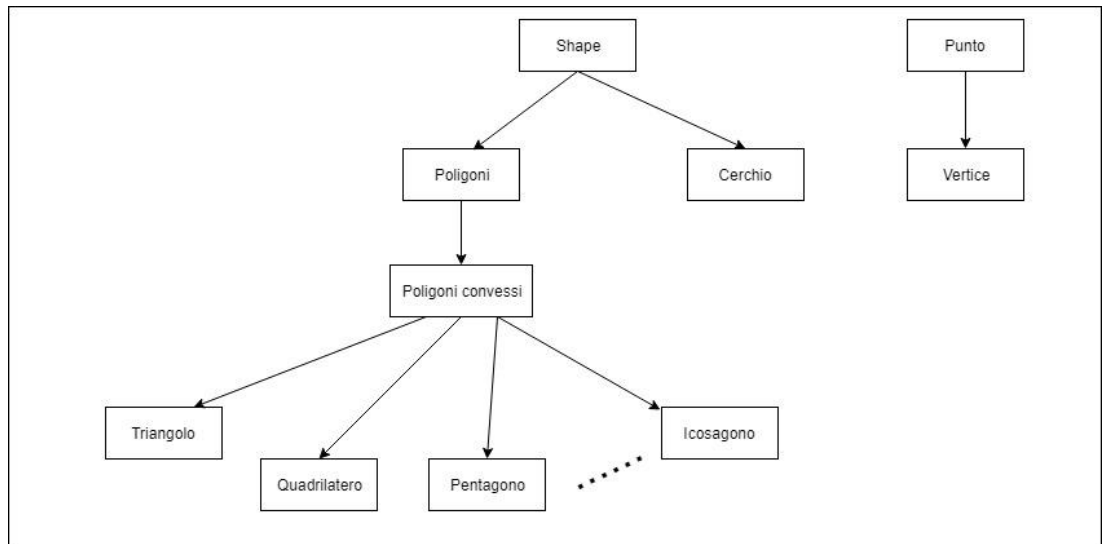 Shape
Punto
Poligoni
Cerchio
Vertice
Poligoni convessi
Triangolo
Icosagono
Quadrilatero
Pentagono